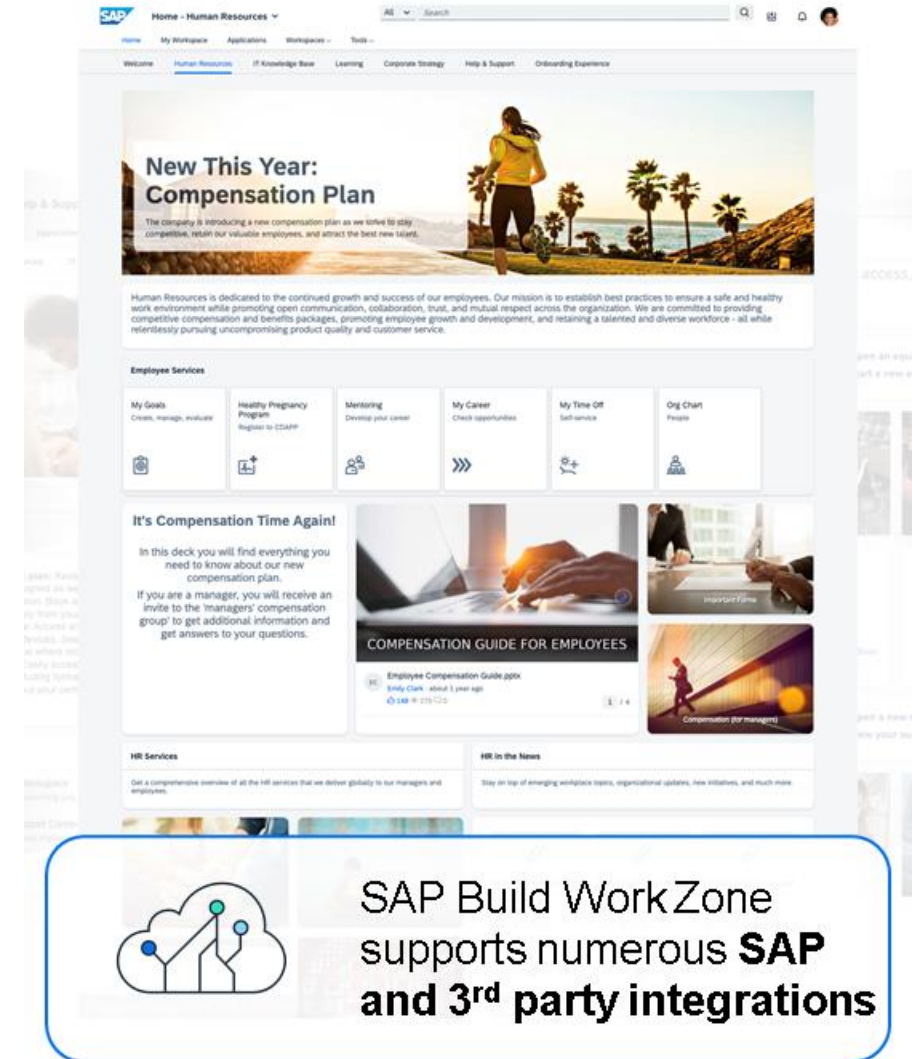 SAP
Home - Human Resources
All
Search
Home My Workspace Applications Workspaces Tools
Welcome Human Resources IT Knowledge Base Learning Corporate Strategy Help & Support Onboarding Experience
New This Year:
Compensation Plan
The company is introducing a new compensation plan as we strive to stay
competitive, retain our valuable employees, and attract the best new talent.
Human Resources is dedicated to the continued growth and success of our employees. Our mission is to establish best practices to ensure a safe and healthy
work environment while promoting open communication, collaboration, trust, and mutual respect across the organization. We are committed to providing
competitive compensation and benefits packages, promoting employee growth and development, and retaining a talented and diverse workforce - all while
relentlessly pursuing uncompromising product quality and customer service.
Employee Services
My Goals
Create, manage, evaluate
Healthy Pregnancy
Program
Register to CDAPP
Mentoring
Develop your career
My Career
Check opportunities
My Time Off
Self-service
Org Chart
People
It's Compensation Time Again!
In this deck you will find everything you
need to know about our new
compensation plan.
If you are a manager, you will receive an
invite to the 'managers' compensation
group' to get additional information and
get answers to your questions.
COMPENSATION GUIDE FOR EMPLOYEES
EC
Employee Compensation Guide.pptx
Emily Clark · about 1 year ago
1 / 4
Important Forms
Compensation (for managers)
HR Services
Get a comprehensive overview of all the HR services that we deliver globally to our managers and
employees.
HR in the News
Stay on top of emerging workplace topics, organizational updates, new initiatives, and much more.
SAP Build Work Zone
supports numerous SAP
and 3rd party integrations